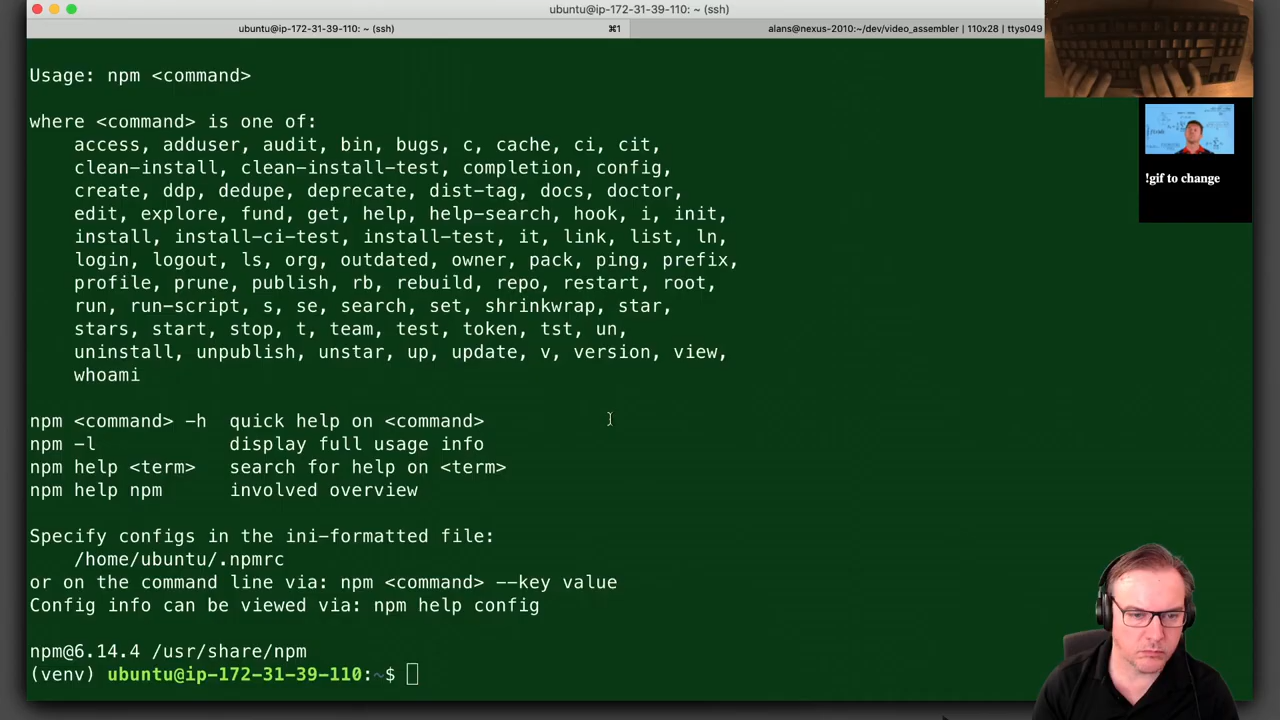 ubuntu@ip-172-31-39-110: ~ (ssh)
ubuntu@ip-172-31-39-110: ~ (ssh) ⌘1
alans@nexus-2010:~/dev/video_assembler | 110x28 | ttys049
Usage: npm <command>
where <command> is one of:
access, adduser, audit, bin, bugs, c, cache, ci, cit,
clean-install, clean-install-test, completion, config,
create, ddp, dedupe, deprecate, dist-tag, docs, doctor,
edit, explore, fund, get, help, help-search, hook, i, init,
install, install-ci-test, install-test, it, link, list, ln,
login, logout, ls, org, outdated, owner, pack, ping, prefix,
profile, prune, publish, rb, rebuild, repo, restart, root,
run, run-script, s, se, search, set, shrinkwrap, star,
stars, start, stop, t, team, test, token, tst, un,
uninstall, unpublish, unstar, up, update, v, version, view,
whoami
npm <command> -h  quick help on <command>
npm -l  display full usage info
npm help <term>  search for help on <term>
npm help npm  involved overview
Specify configs in the ini-formatted file:
/home/ubuntu/.npmrc
or on the command line via: npm <command> --key value
Config info can be viewed via: npm help config
npm@6.14.4 /usr/share/npm
(venv) ubuntu@ip-172-31-39-110:~$
!gif to change